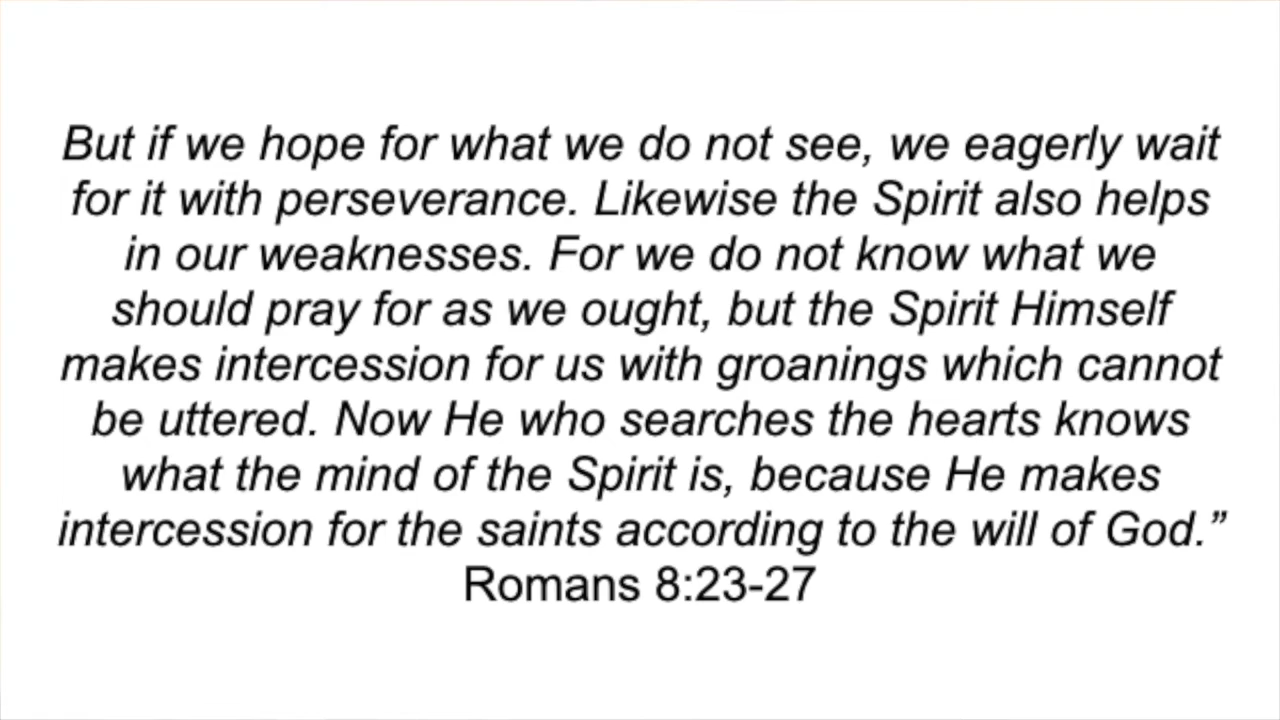 But if we hope for what we do not see, we eagerly wait
for it with perseverance. Likewise the Spirit also helps
in our weaknesses. For we do not know what we
should pray for as we ought, but the Spirit Himself
makes intercession for us with groanings which cannot
be uttered. Now He who searches the hearts knows
what the mind of the Spirit is, because He makes
intercession for the saints according to the will of God.”
Romans 8:23-27